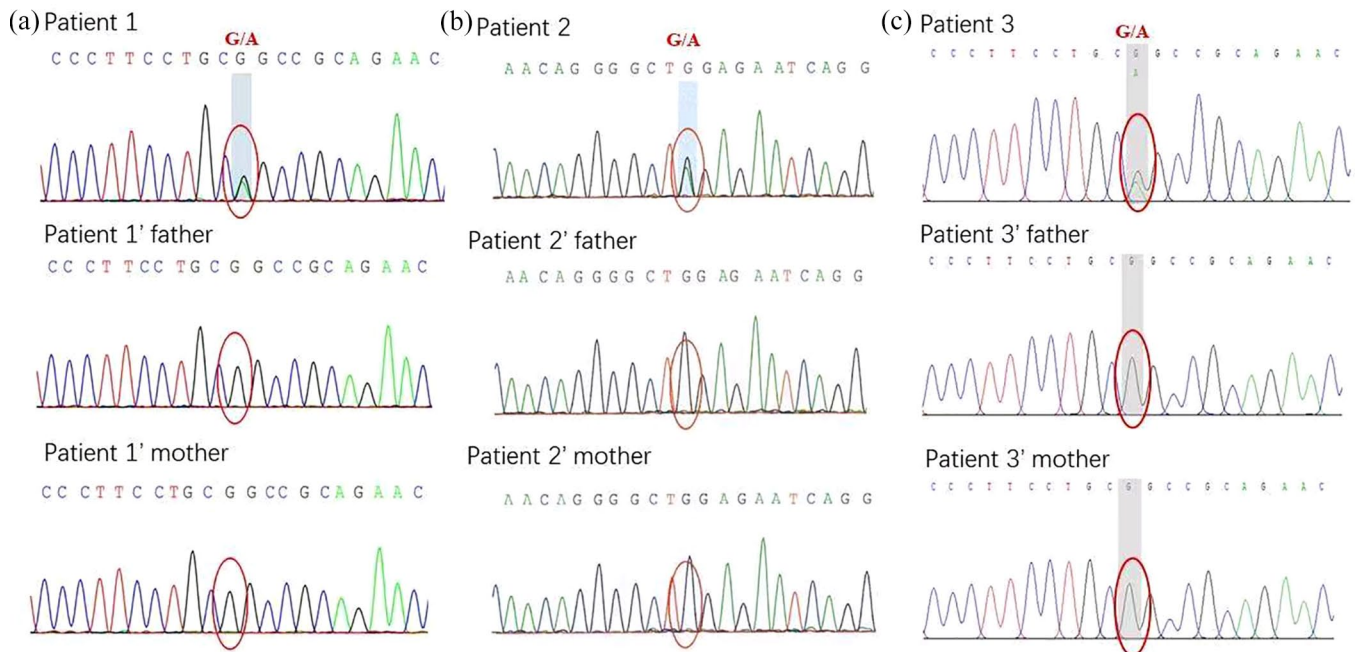 (a) Patient 1
G/A
C C C T T C C T G C G G C C G C A G A A C
Patient 1' father
C C C T T C C T G C G G C C G C A G A A C
Patient 1' mother
C C C T T C C T G C G G C C G C A G A A C
(b) Patient 2
G/A
A A C A G G G G C T G G A G A A T C A G G
Patient 2' father
A A C A G G G G C T G G A G A A T C A G G
Patient 2' mother
A A C A G G G G C T G G A G A A T C A G G
(c) Patient 3
G/A
C C C T T C C T G C G G C C G C A G A A C
A
Patient 3' father
C C C T T C C T G C G G C C G C A G A A C
Patient 3' mother
C C C T T C C T G C G G C C G C A G A A C